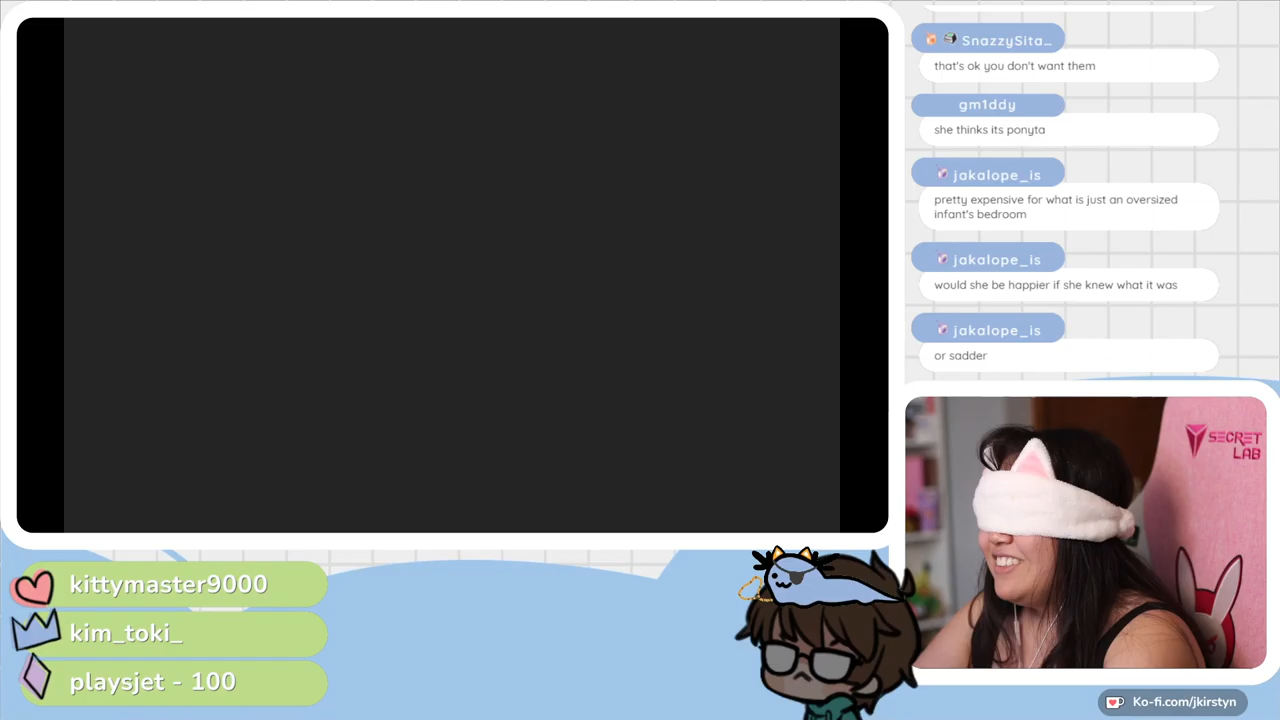 SnazzySita…
that's ok you don't want them
gm1ddy
she thinks its ponyta
jakalope_is
pretty expensive for what is just an oversized
infant's bedroom
jakalope_is
would she be happier if she knew what it was
jakalope_is
or sadder
SECRET
LAB
kittymaster9000
kim_toki_
playsjet - 100
Ko-fi.com/jkirstyn